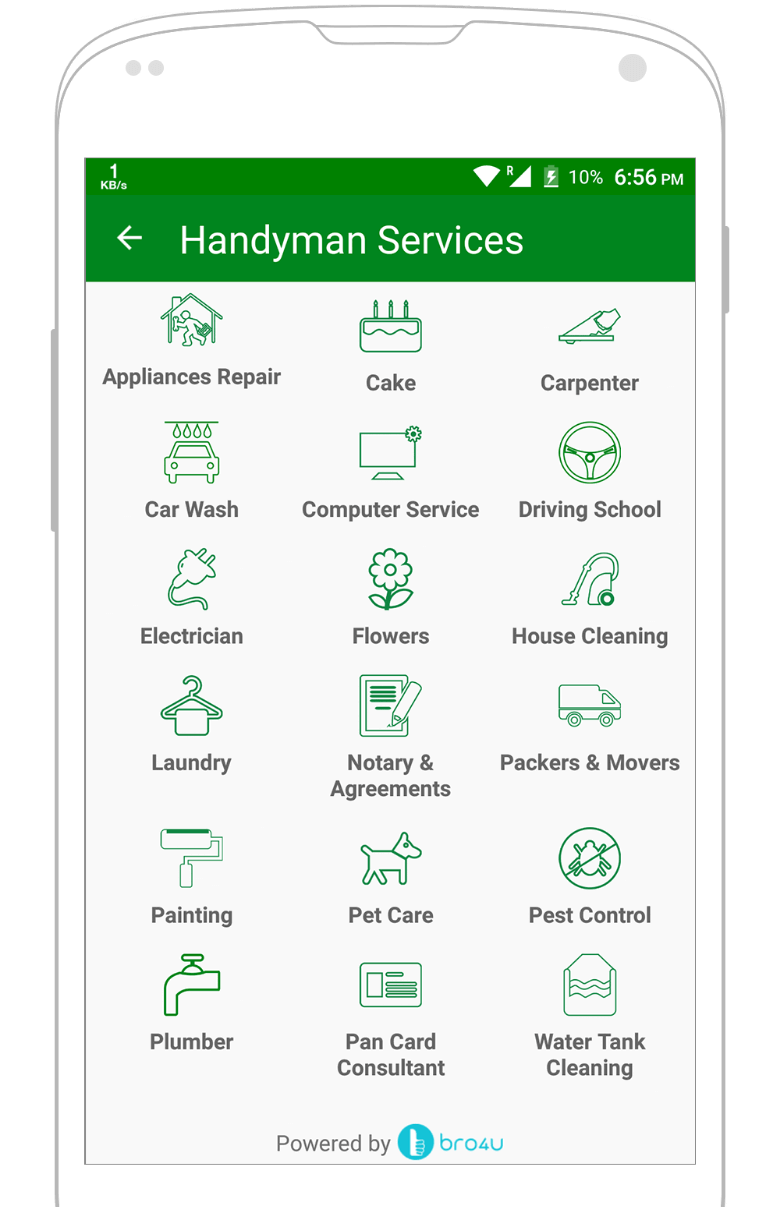 1
KB/s
R
10% 6:56 PM
Handyman Services
Appliances Repair
Cake
Carpenter
Car Wash
Computer Service
Driving School
Electrician
Flowers
House Cleaning
Laundry
Notary &
Agreements
Packers & Movers
Painting
Pet Care
Pest Control
Plumber
Pan Card
Consultant
Water Tank
Cleaning
Powered by bro4u